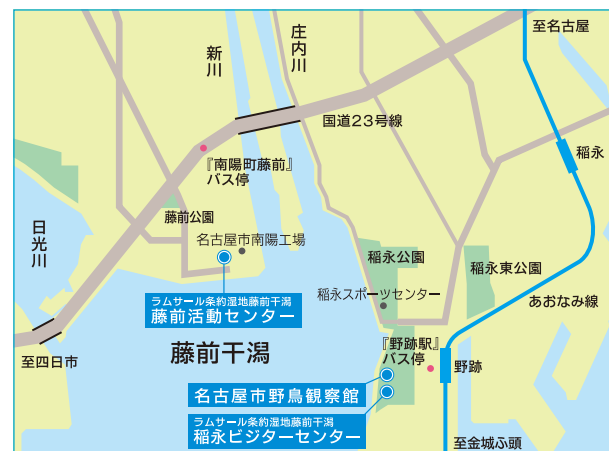 至名古屋
庄内川
新川
国道23号線
稲永
『南陽町藤前』
バス停
藤前公園
日光川
名古屋市南陽工場
稲永公園
稲永東公園
ラムサール条約湿地藤前干潟
藤前活動センター
稲永スポーツセンター
あおなみ線
藤前干潟
『野跡駅』
バス停
至四日市
野跡
名古屋市野鳥観察館
ラムサール条約湿地藤前干潟
稲永ビジターセンター
至金城ふ頭